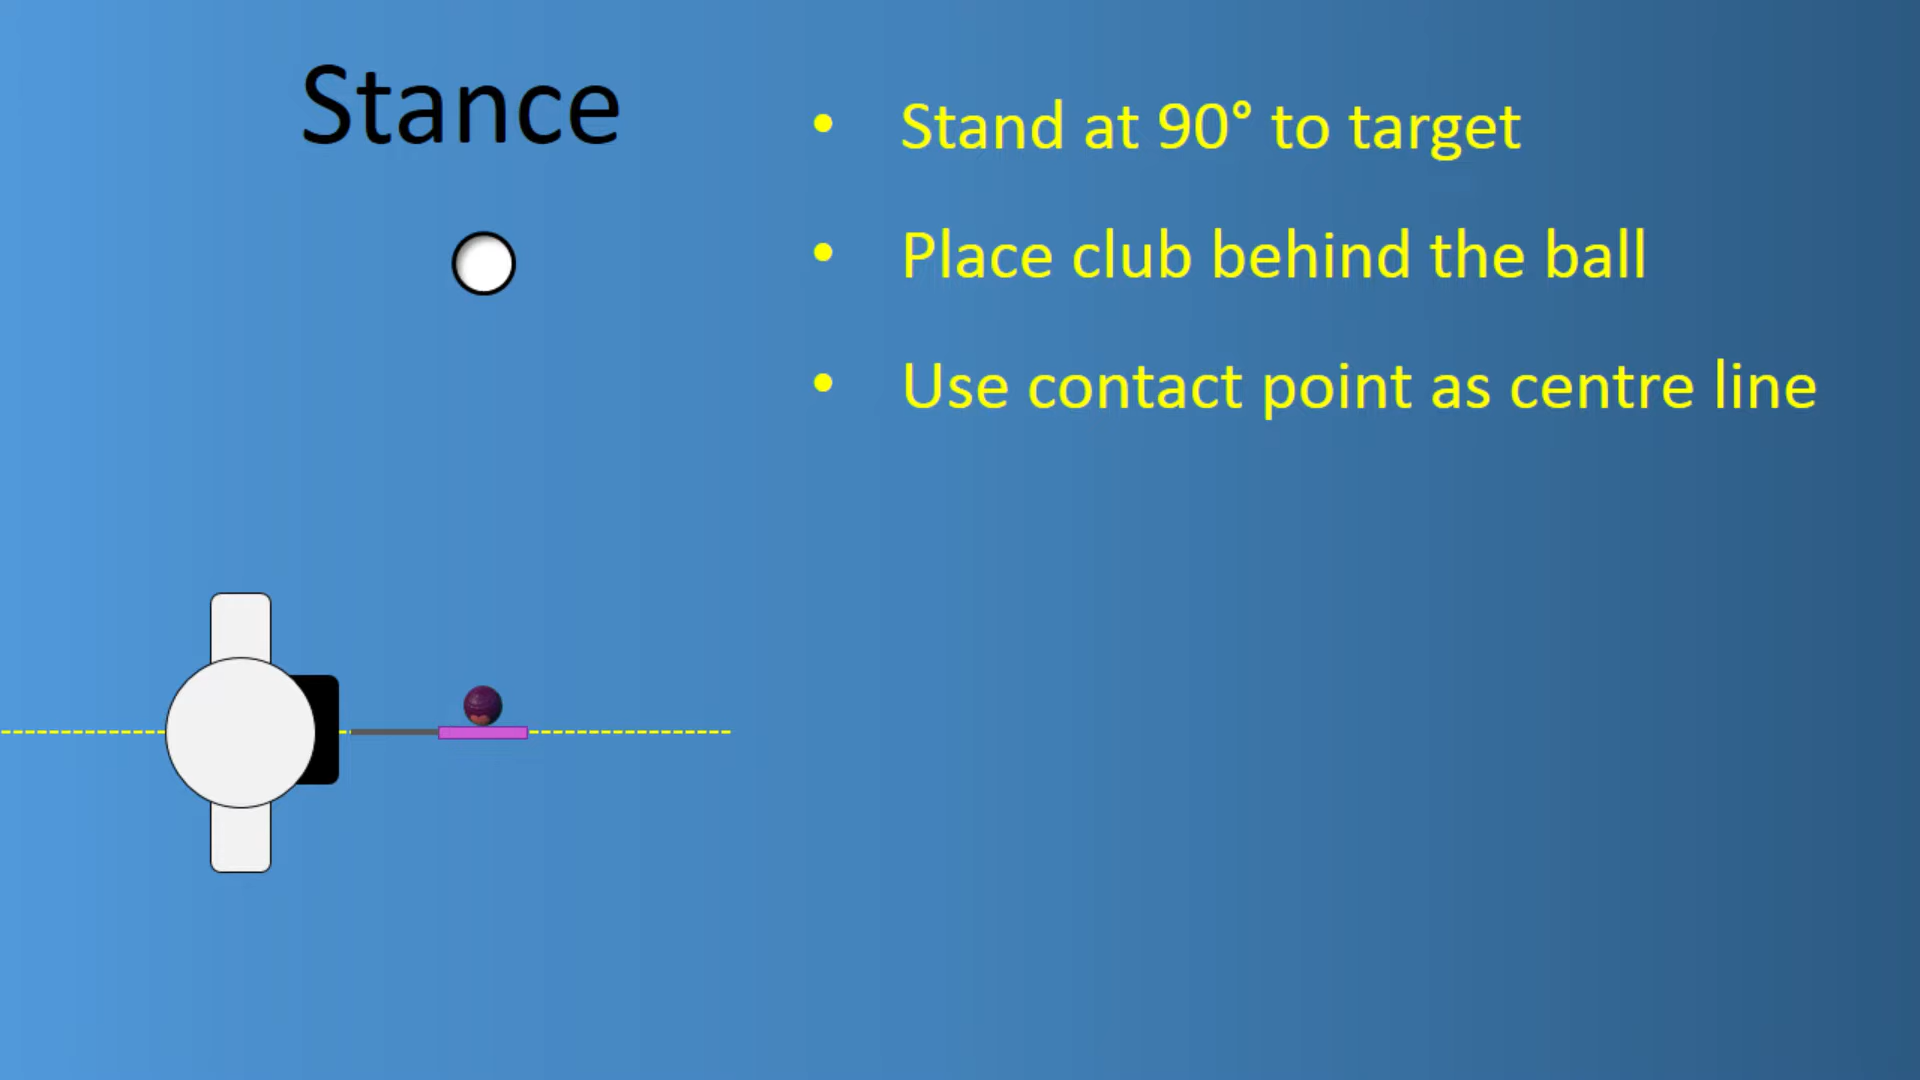 Stance
• Stand at 90° to target
• Place club behind the ball
• Use contact point as centre line